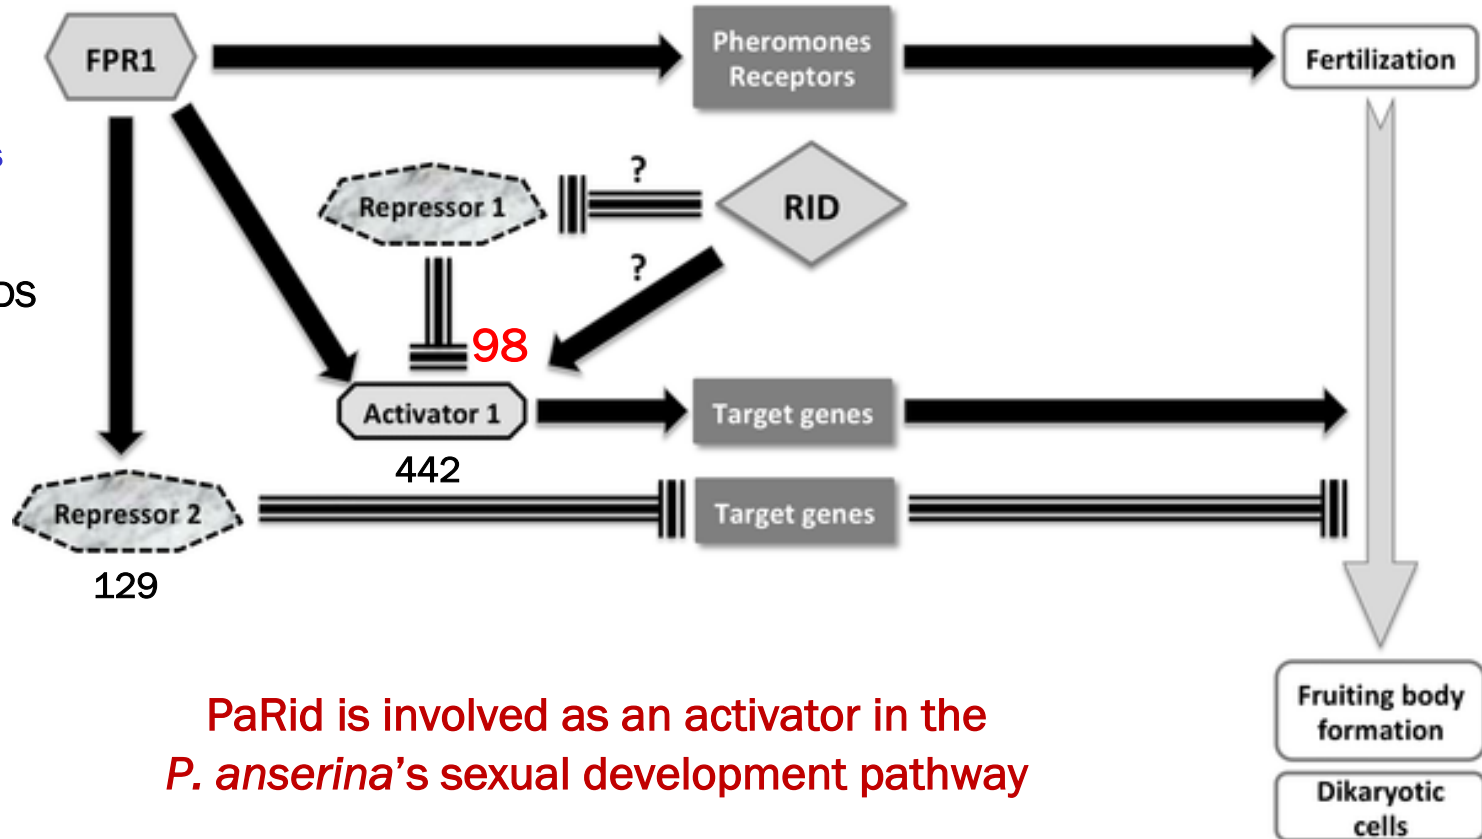 FPR1
Pheromones
Receptors
Fertilization
s
?
Repressor 1
RID
?
DS
98
Activator 1
Target genes
442
Repressor 2
Target genes
129
PaRid is involved as an activator in the
P. anserina's sexual development pathway
Fruiting body
formation
Dikaryotic
cells